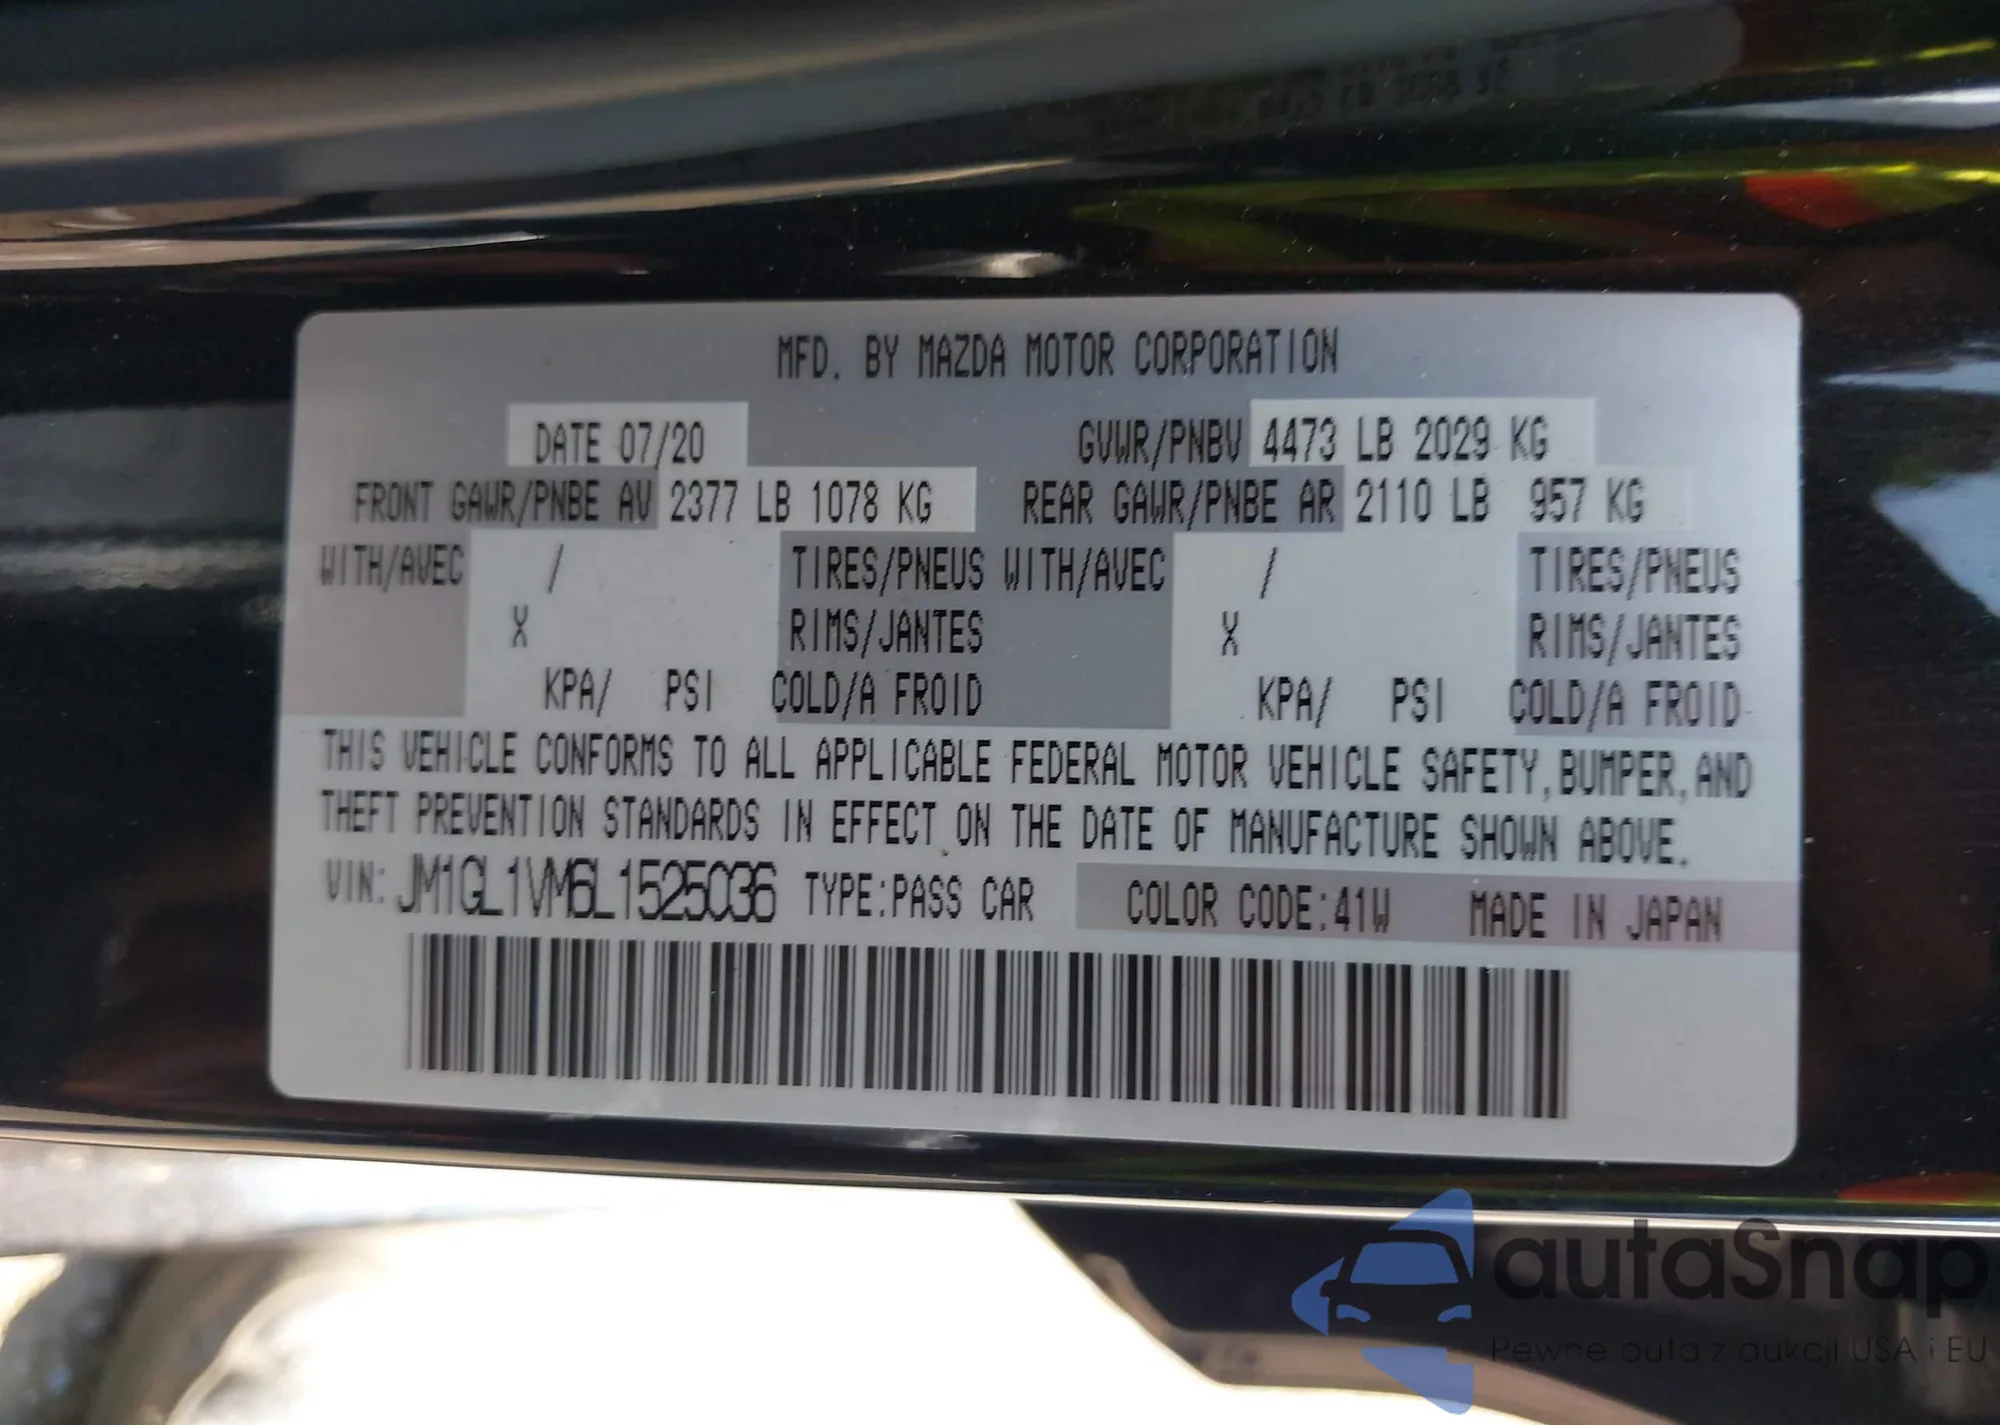 MFD. BY MAZDA MOTOR CORPORATION
DATE 07/20 GVWR/PNBV 4473 LB 2029 KG
FRONT GAWR/PNBE AV 2377 LB 1078 KG REAR GAWR/PNBE AR 2110 LB 957 KG
WITH/AVEC / TIRES/PNEUS WITH/AVEC / TIRES/PNEUS
X RIMS/JANTES X RIMS/JANTES
KPA/ PSI COLD/A FROID KPA/ PSI COLD/A FROID
THIS VEHICLE CONFORMS TO ALL APPLICABLE FEDERAL MOTOR VEHICLE SAFETY, BUMPER, AND
THEFT PREVENTION STANDARDS IN EFFECT ON THE DATE OF MANUFACTURE SHOWN ABOVE.
VIN: JM1GL1VM6L1525036 TYPE:PASS CAR COLOR CODE:41W MADE IN JAPAN
autaSnap
Pewne auta z aukcji USA i EU